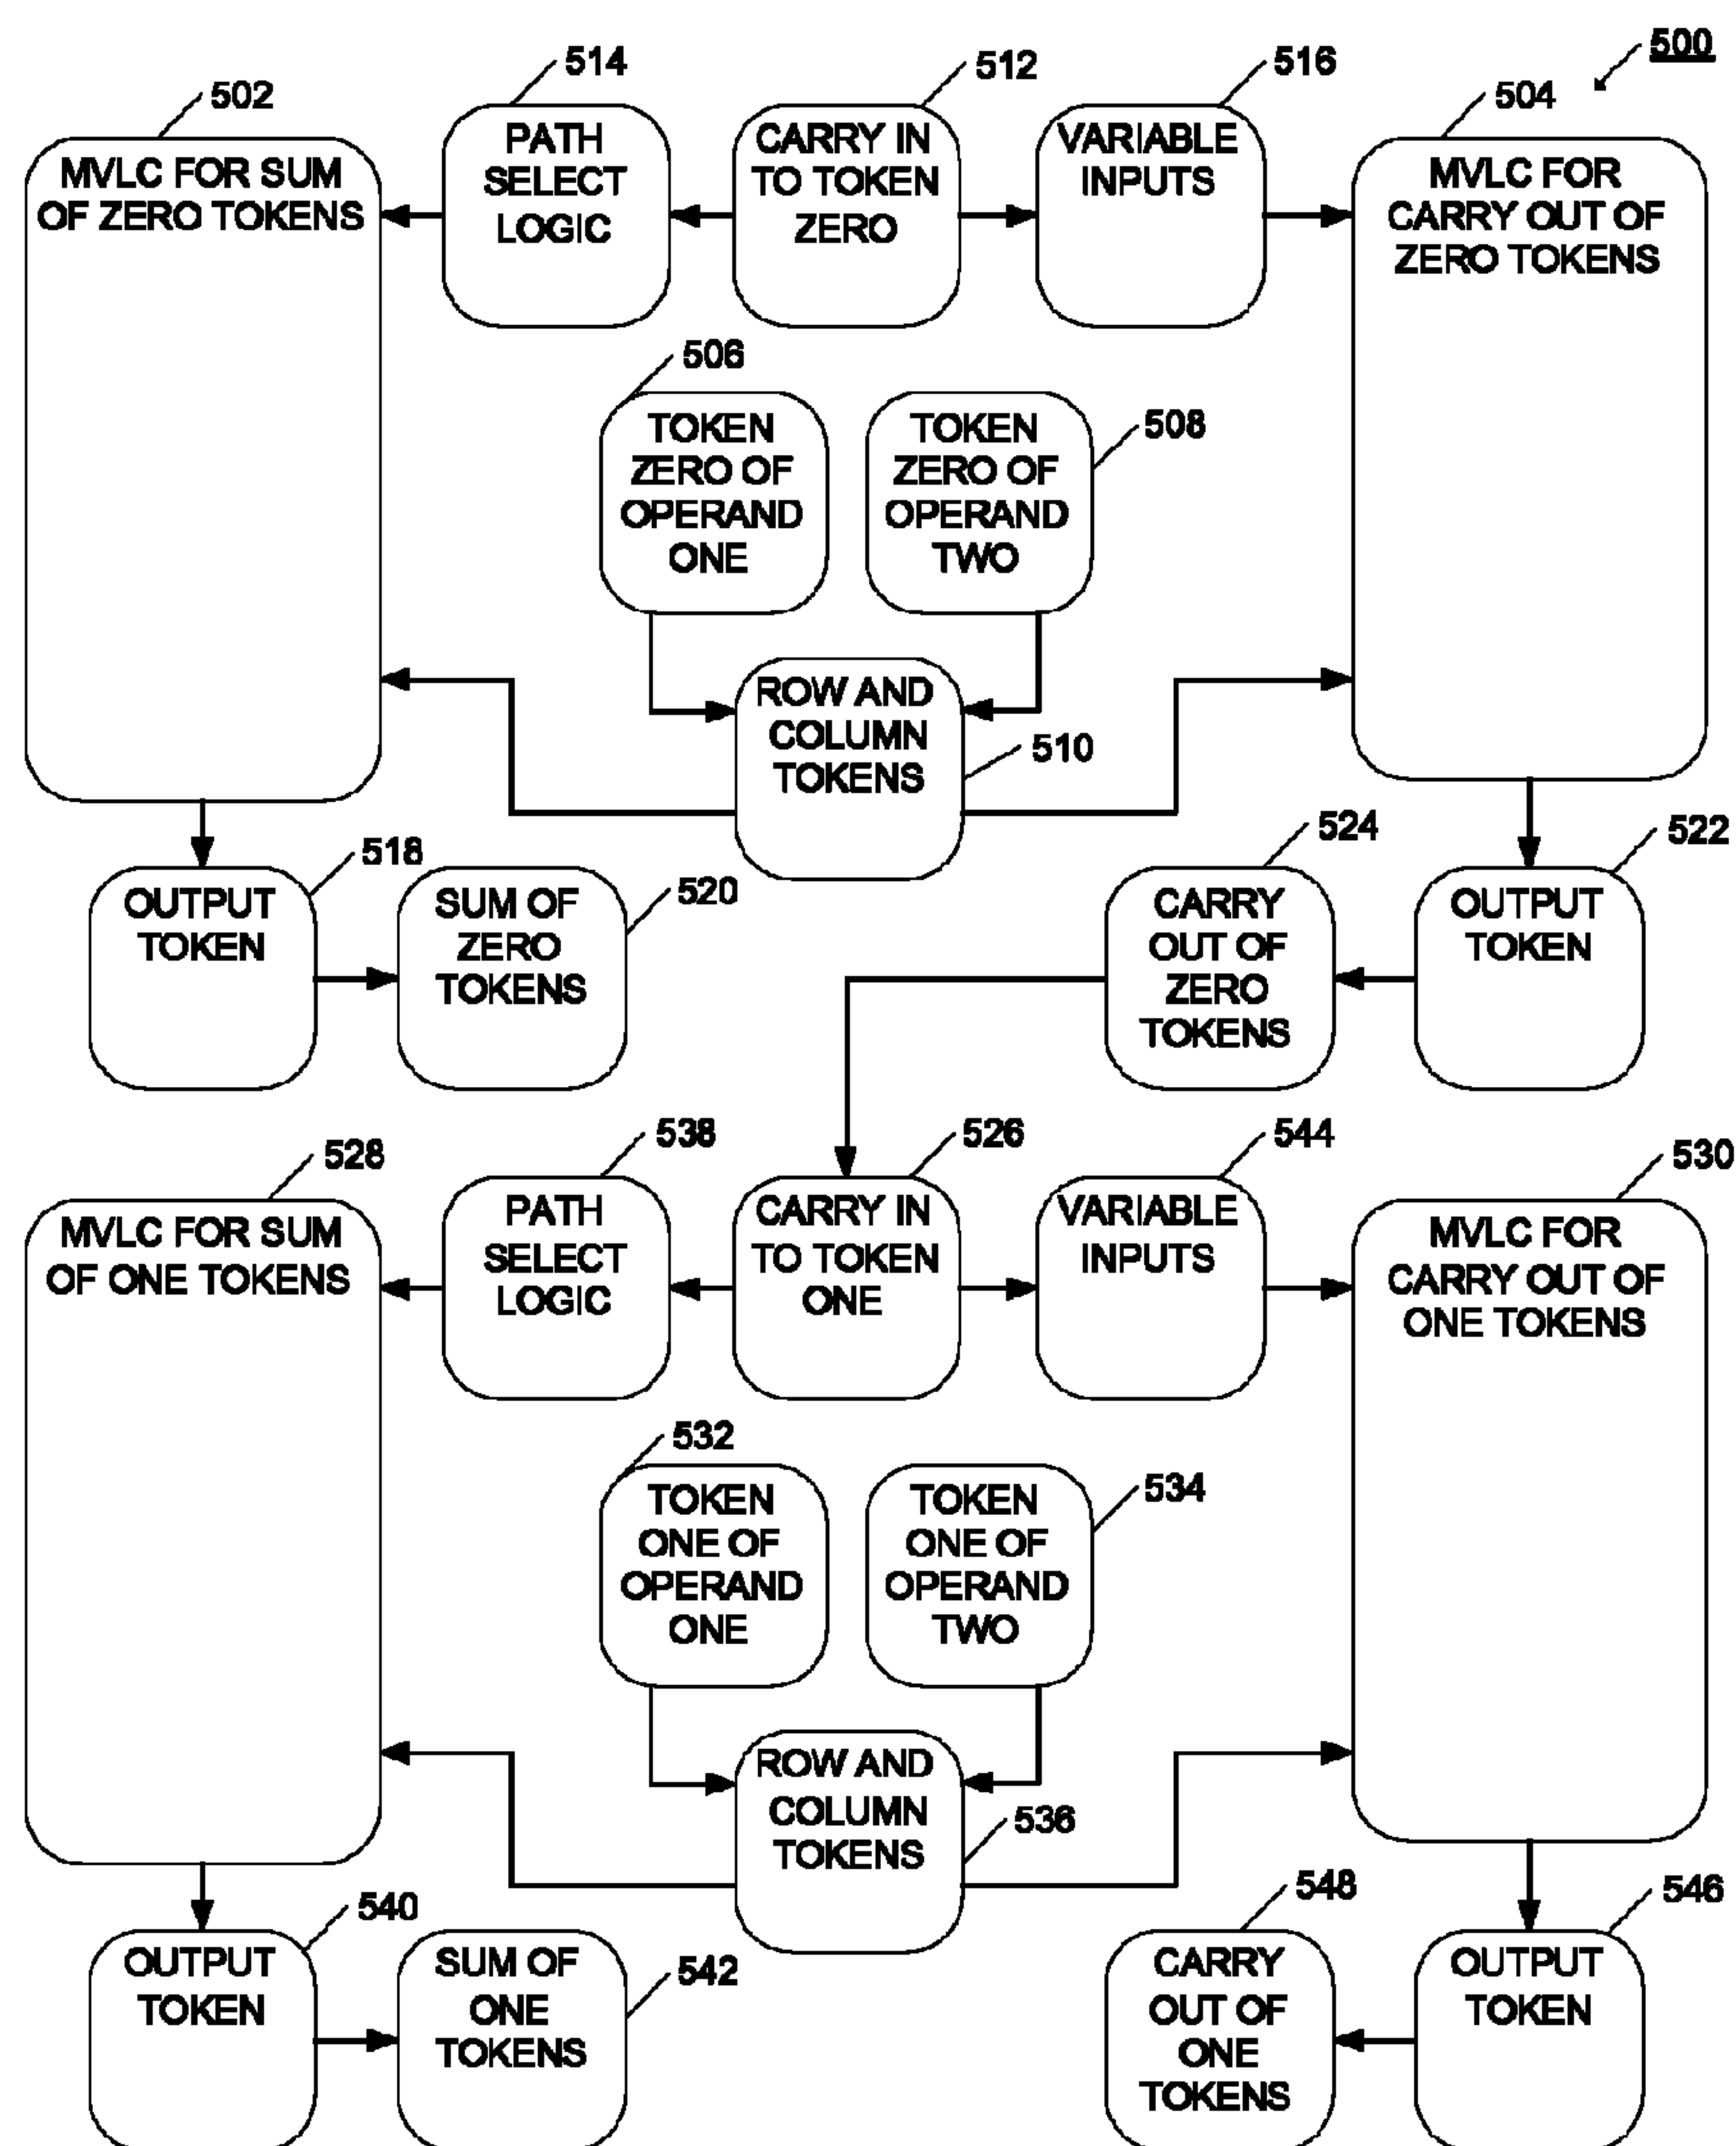 500
514
512
516
502
504
MVLC FOR SUM
OF ZERO TOKENS
PATH
SELECT
LOGIC
CARRY IN
TO TOKEN
ZERO
VARIABLE
INPUTS
MVLC FOR
CARRY OUT OF
ZERO TOKENS
506
TOKEN
ZERO OF
OPERAND
ONE
TOKEN
ZERO OF
OPERAND
TWO
508
ROW AND
COLUMN
TOKENS
510
518
OUTPUT
TOKEN
SUM OF
ZERO
TOKENS
520
524
CARRY
OUT OF
ZERO
TOKENS
522
OUTPUT
TOKEN
528
538
526
544
530
MVLC FOR SUM
OF ONE TOKENS
PATH
SELECT
LOGIC
CARRY IN
TO TOKEN
ONE
VARIABLE
INPUTS
MVLC FOR
CARRY OUT OF
ONE TOKENS
532
TOKEN
ONE OF
OPERAND
ONE
TOKEN
ONE OF
OPERAND
TWO
534
ROW AND
COLUMN
TOKENS
536
540
OUTPUT
TOKEN
SUM OF
ONE
TOKENS
542
548
CARRY
OUT OF
ONE
TOKENS
546
OUTPUT
TOKEN